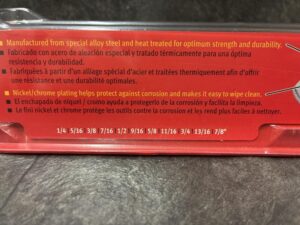 ▪ Manufactured from special alloy steel and heat treated for optimum strength and durability.
▪ Fabricado con acero de aleación especial y tratado térmicamente para una óptima
resistencia y durabilidad.
▪ Fabriquées à partir d'un alliage spécial d'acier et traitées thermiquement afin d'offrir
une résistance et une durabilité optimales.
▪ Nickel/chrome plating helps protect against corrosion and makes it easy to wipe clean.
▪ El enchapado de níquel / cromo ayuda a protegerlo de la corrosión y facilita la limpieza.
▪ Le fini nickel et chrome protège les outils contre la corrosion et les rend plus faciles à nettoyer.
1/4 5/16 3/8 7/16 1/2 9/16 5/8 11/16 3/4 13/16 7/8"